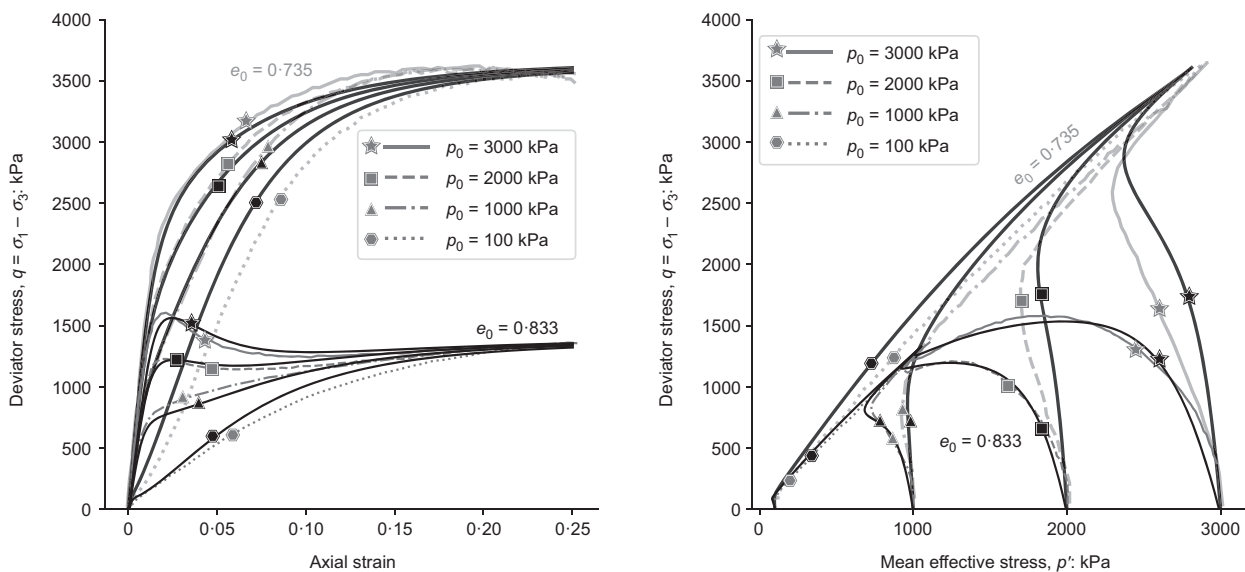 4000
3500
3000
2500
2000
1500
1000
500
0
Deviator stress, q = σ1 – σ3: kPa
e0 = 0·735
p0 = 3000 kPa
p0 = 2000 kPa
p0 = 1000 kPa
p0 = 100 kPa
e0 = 0·833
0
0·05
0·10
0·15
0·20
0·25
Axial strain
4000
3500
3000
2500
2000
1500
1000
500
0
Deviator stress, q = σ1 – σ3: kPa
p0 = 3000 kPa
p0 = 2000 kPa
p0 = 1000 kPa
p0 = 100 kPa
e0 = 0·735
e0 = 0·833
0
1000
2000
3000
Mean effective stress, p′: kPa